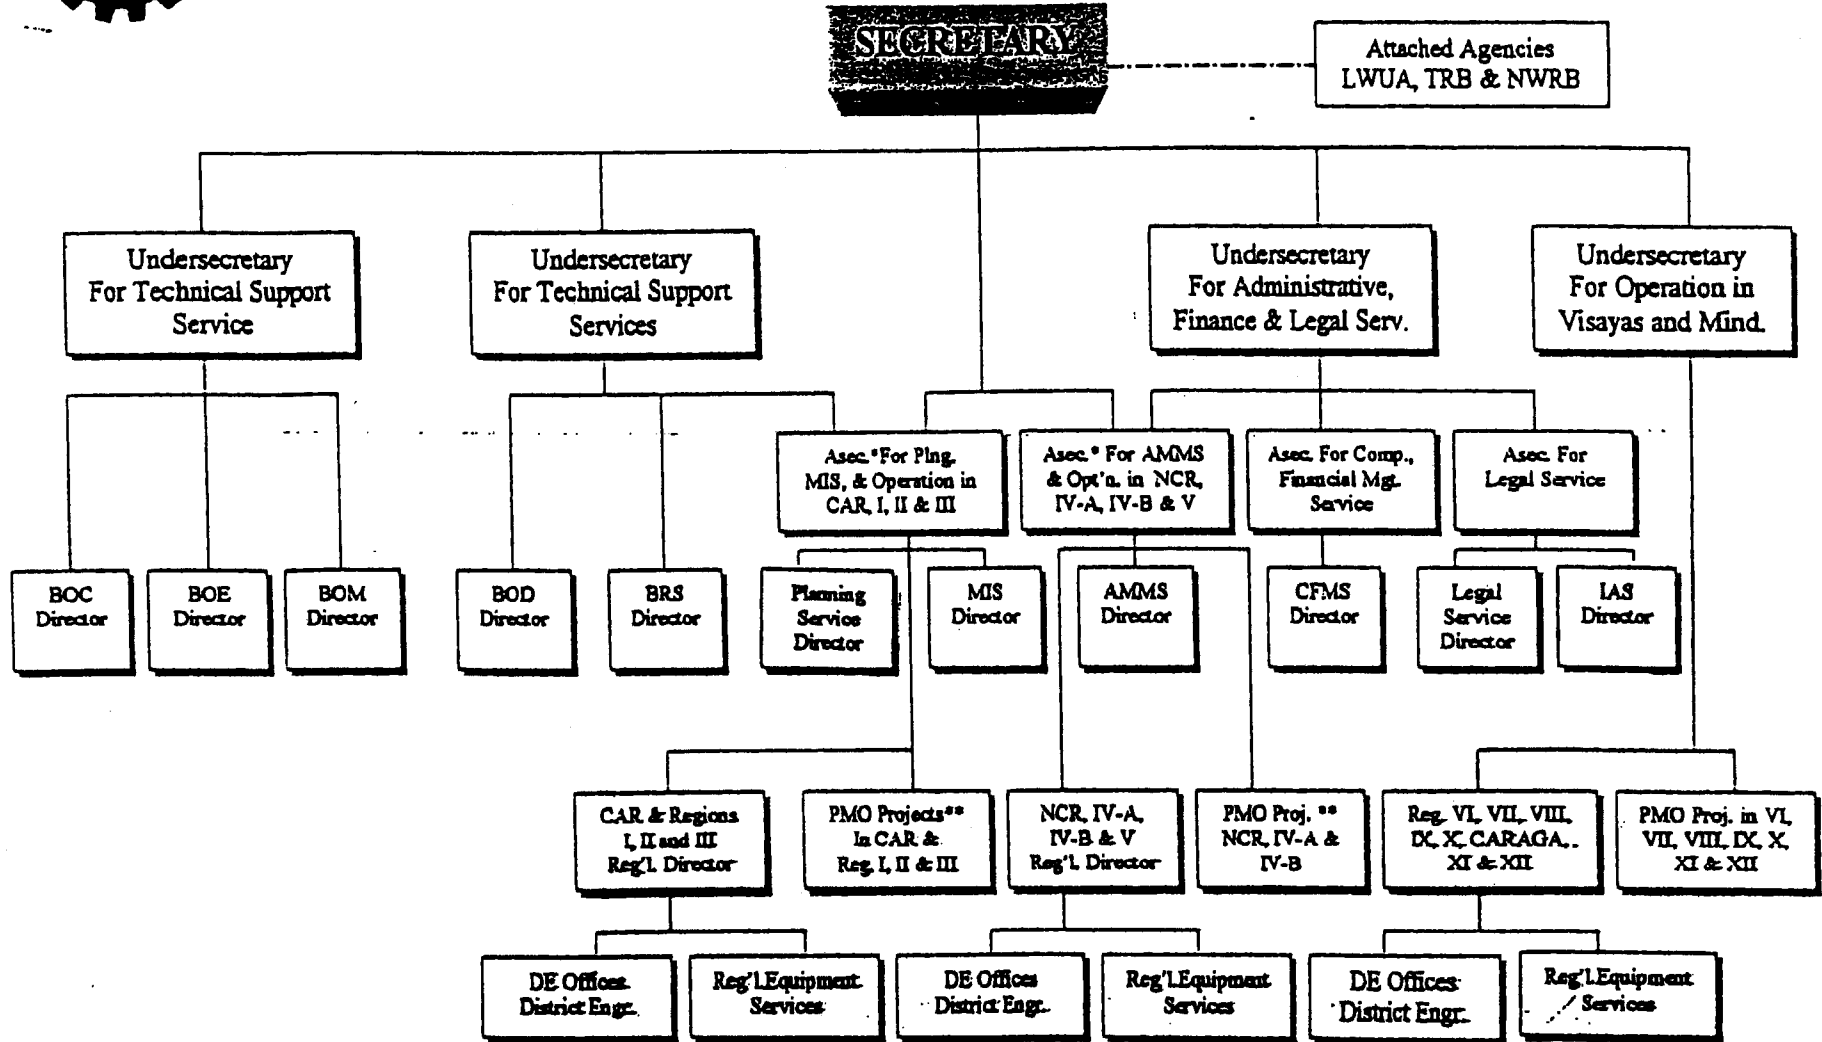 SECRETARY
Attached Agencies
LWUA, TRB & NWRB
Undersecretary
For Technical Support
Service
Undersecretary
For Technical Support
Services
Undersecretary
For Administrative,
Finance & Legal Serv.
Undersecretary
For Operation in
Visayas and Mind.
Asec.*For Plng.
MIS, & Operation in
CAR, I, II & III
Asec.* For AMMS
& Opt'n. in NCR,
IV-A, IV-B & V
Asec. For Comp.,
Financial Mgt.
Service
Asec. For
Legal Service
BOC
Director
BOE
Director
BOM
Director
BOD
Director
BRS
Director
Planning
Service
Director
MIS
Director
AMMS
Director
CFMS
Director
Legal
Service
Director
IAS
Director
CAR & Regions
I, II and III
Reg'l. Director
PMO Projects**
In CAR &
Reg. I, II & III
NCR, IV-A,
IV-B & V
Reg'l. Director
PMO Proj. **
NCR, IV-A &
IV-B
Reg. VI, VII, VIII,
IX, X, CARAGA,.
XI & XII
PMO Proj. in VI,
VII, VIII, IX, X,
XI & XII
DE Offices
District Engr.
Reg'l.Equipment
Services
DE Offices
District Engr.
Reg'l.Equipment
Services
DE Offices
District Engr.
Reg'l.Equipment
Services